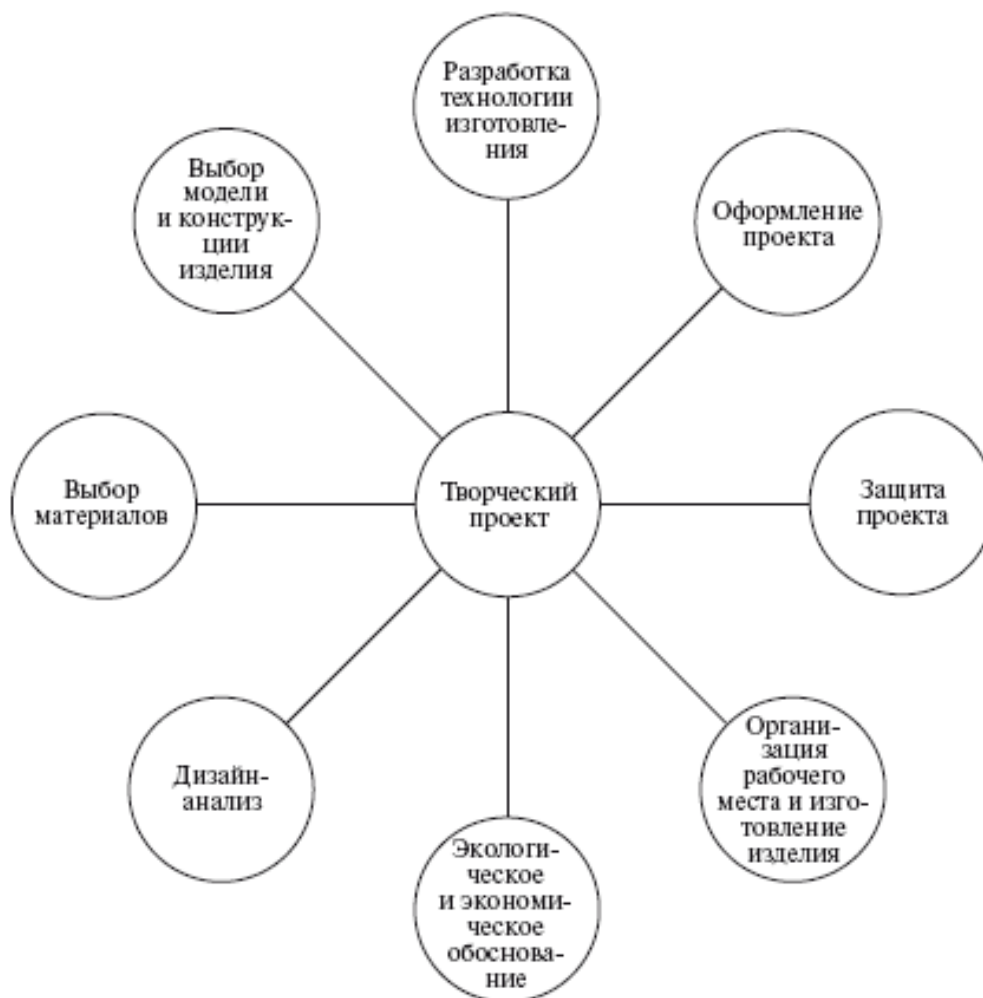 Разработка
технологии
изготовле-
ния
Выбор
модели
и конструк-
ции
изделия
Оформление
проекта
Выбор
материалов
Творческий
проект
Защита
проекта
Дизайн-
анализ
Органи-
зация
рабочего
места и изго-
товление
изделия
Экологи-
ческое
и экономи-
ческое
обоснова-
ние